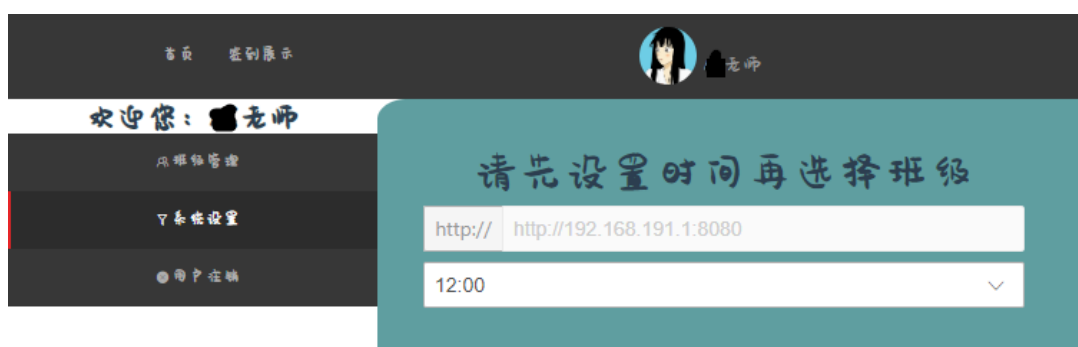 首页 签到展示
老师
欢迎您：老师
班级管理
系统设置
用户注销
请先设置时间再选择班级
http:// http://192.168.191.1:8080
12:00